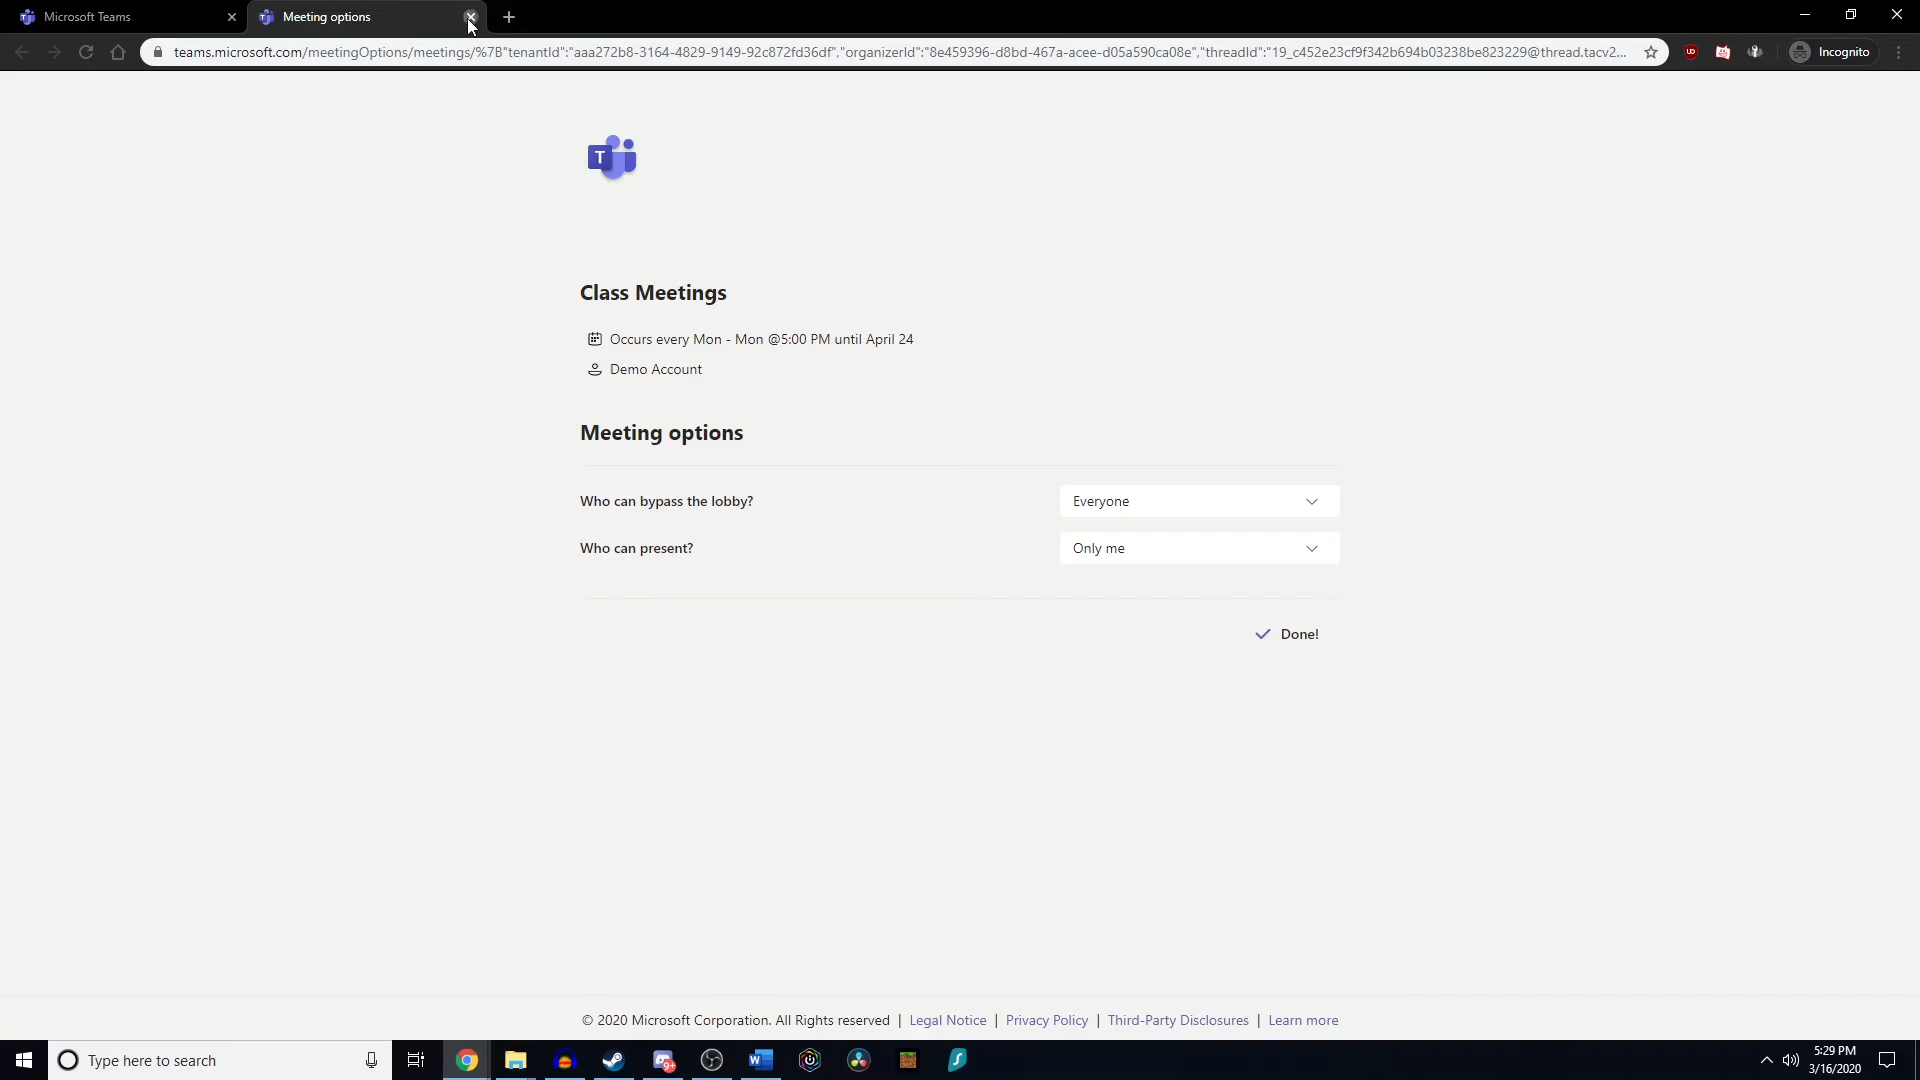 Microsoft Teams
Meeting options
teams.microsoft.com/meetingOptions/meetings/%7B"tenantId":"aaa272b8-3164-4829-9149-92c872fd36df","organizerId":"8e459396-d8bd-467a-acee-d05a590ca08e","threadId":"19_c452e23cf9f342b694b03238be823229@thread.tacv2...
Incognito
T
Class Meetings
Occurs every Mon - Mon @5:00 PM until April 24
Demo Account
Meeting options
Who can bypass the lobby?
Everyone
Who can present?
Only me
Done!
© 2020 Microsoft Corporation. All Rights reserved | Legal Notice | Privacy Policy | Third-Party Disclosures | Learn more
Type here to search
9+
W
5:29 PM
3/16/2020